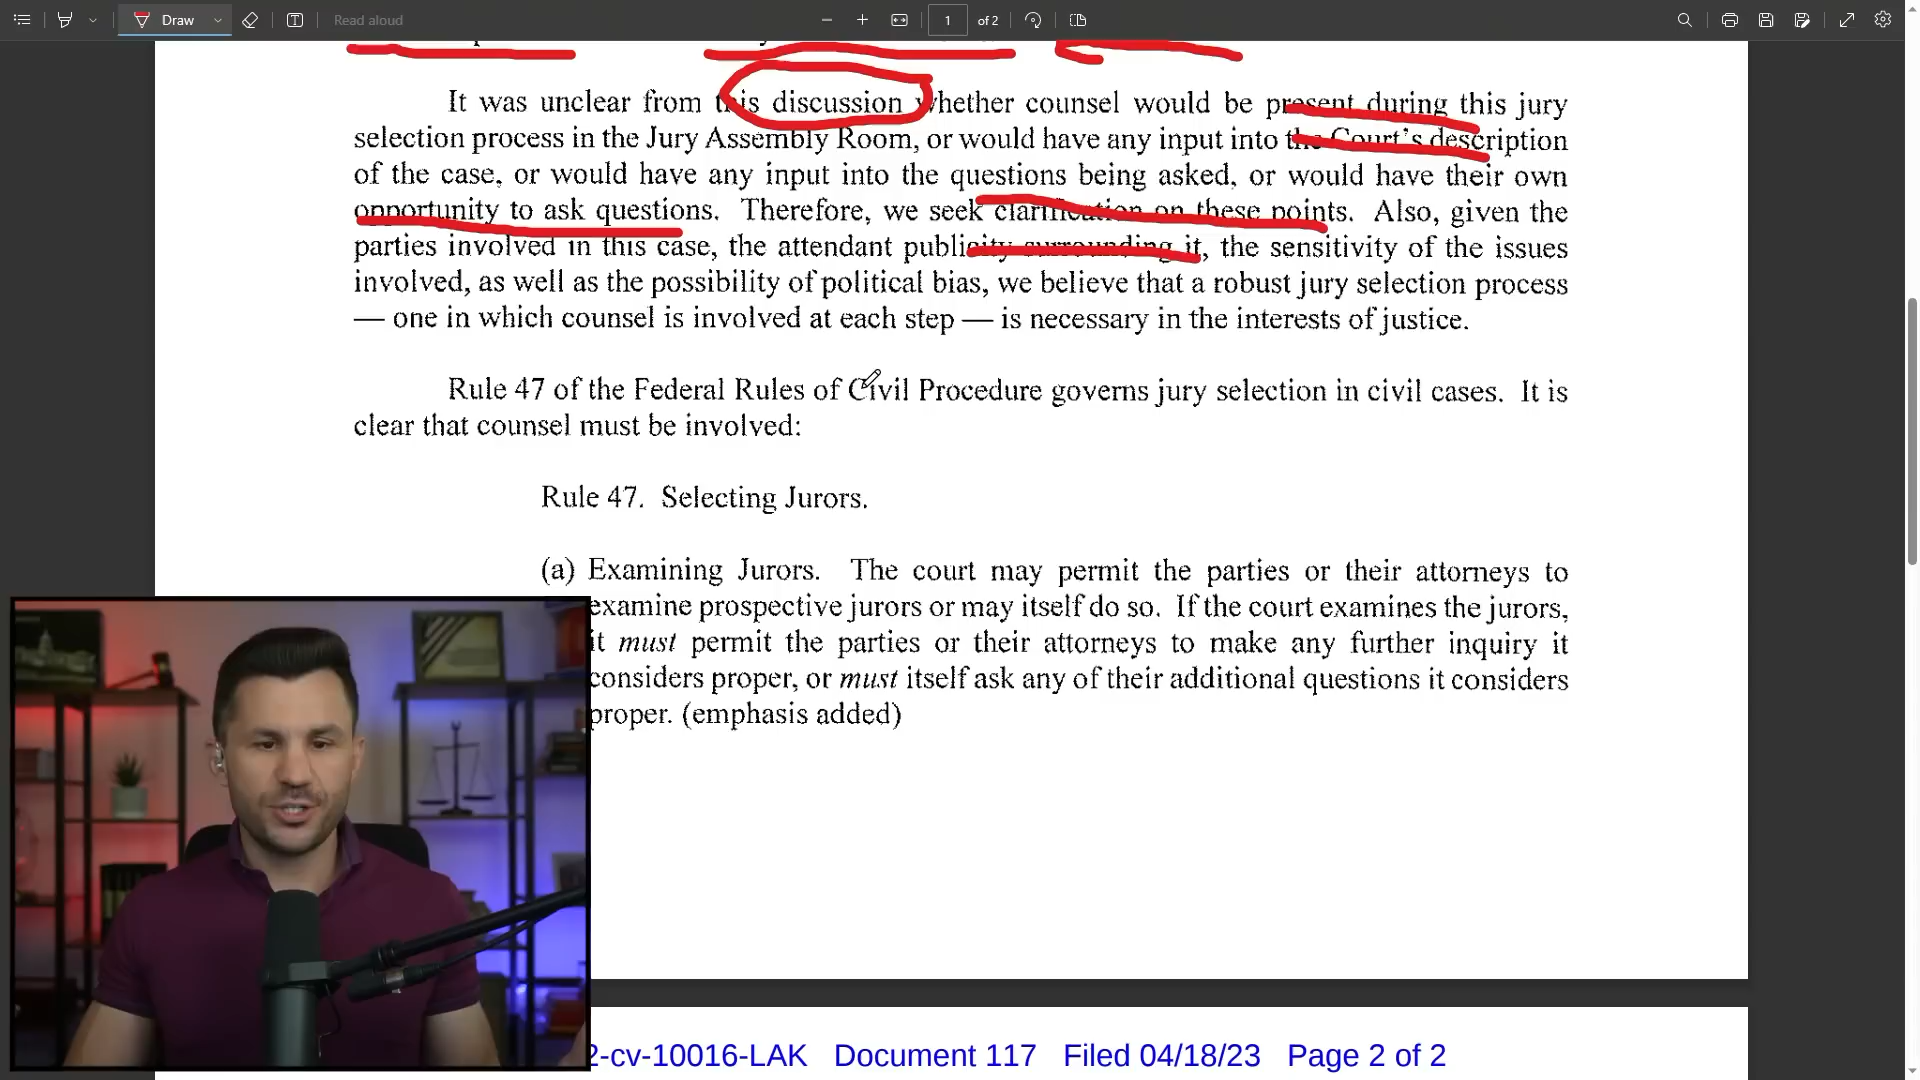 Draw
Read aloud
1
of 2
It was unclear from this discussion whether counsel would be present during this jury
selection process in the Jury Assembly Room, or would have any input into the Court's description
of the case, or would have any input into the questions being asked, or would have their own
opportunity to ask questions. Therefore, we seek clarification on these points. Also, given the
parties involved in this case, the attendant publicity surrounding it, the sensitivity of the issues
involved, as well as the possibility of political bias, we believe that a robust jury selection process
— one in which counsel is involved at each step — is necessary in the interests of justice.
Rule 47 of the Federal Rules of Civil Procedure governs jury selection in civil cases. It is
clear that counsel must be involved:
Rule 47. Selecting Jurors.
(a) Examining Jurors. The court may permit the parties or their attorneys to
examine prospective jurors or may itself do so. If the court examines the jurors,
it must permit the parties or their attorneys to make any further inquiry it
considers proper, or must itself ask any of their additional questions it considers
proper. (emphasis added)
2-cv-10016-LAK Document 117 Filed 04/18/23 Page 2 of 2